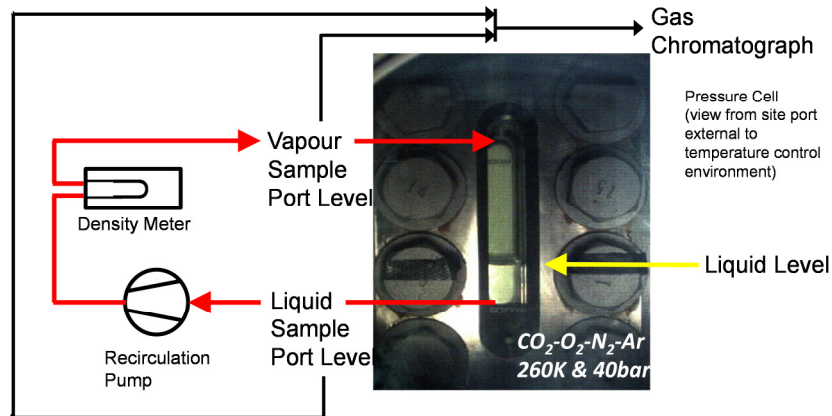 Gas
Chromatograph
Pressure Cell
(view from site port
external to
temperature control
environment)
Vapour
Sample
Port Level
Density Meter
Liquid Level
Liquid
Sample
Port Level
Recirculation
Pump
CO₂-O₂-N₂-Ar
260K & 40bar